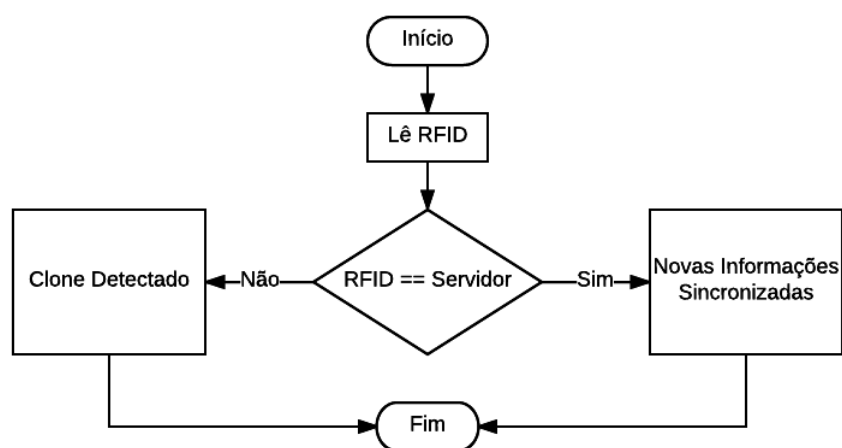 Início
Lê RFID
Clone Detectado
Não
RFID == Servidor
Sim
Novas Informações
Sincronizadas
Fim